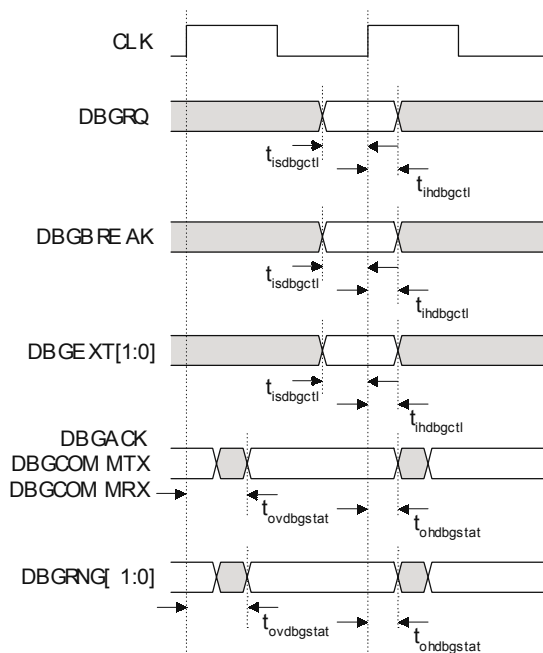 CLK
DBGRQ
t_isdbgctl
t_ihdbgctl
DBGBREAK
t_isdbgctl
t_ihdbgctl
DBGEXT[1:0]
t_isdbgctl
t_ihdbgctl
DBGACK
DBGCOMMTX
DBGCOMMRX
t_ovdbgstat t_ohdbgstat
DBGRNG[1:0]
t_ovdbgstat t_ohdbgstat